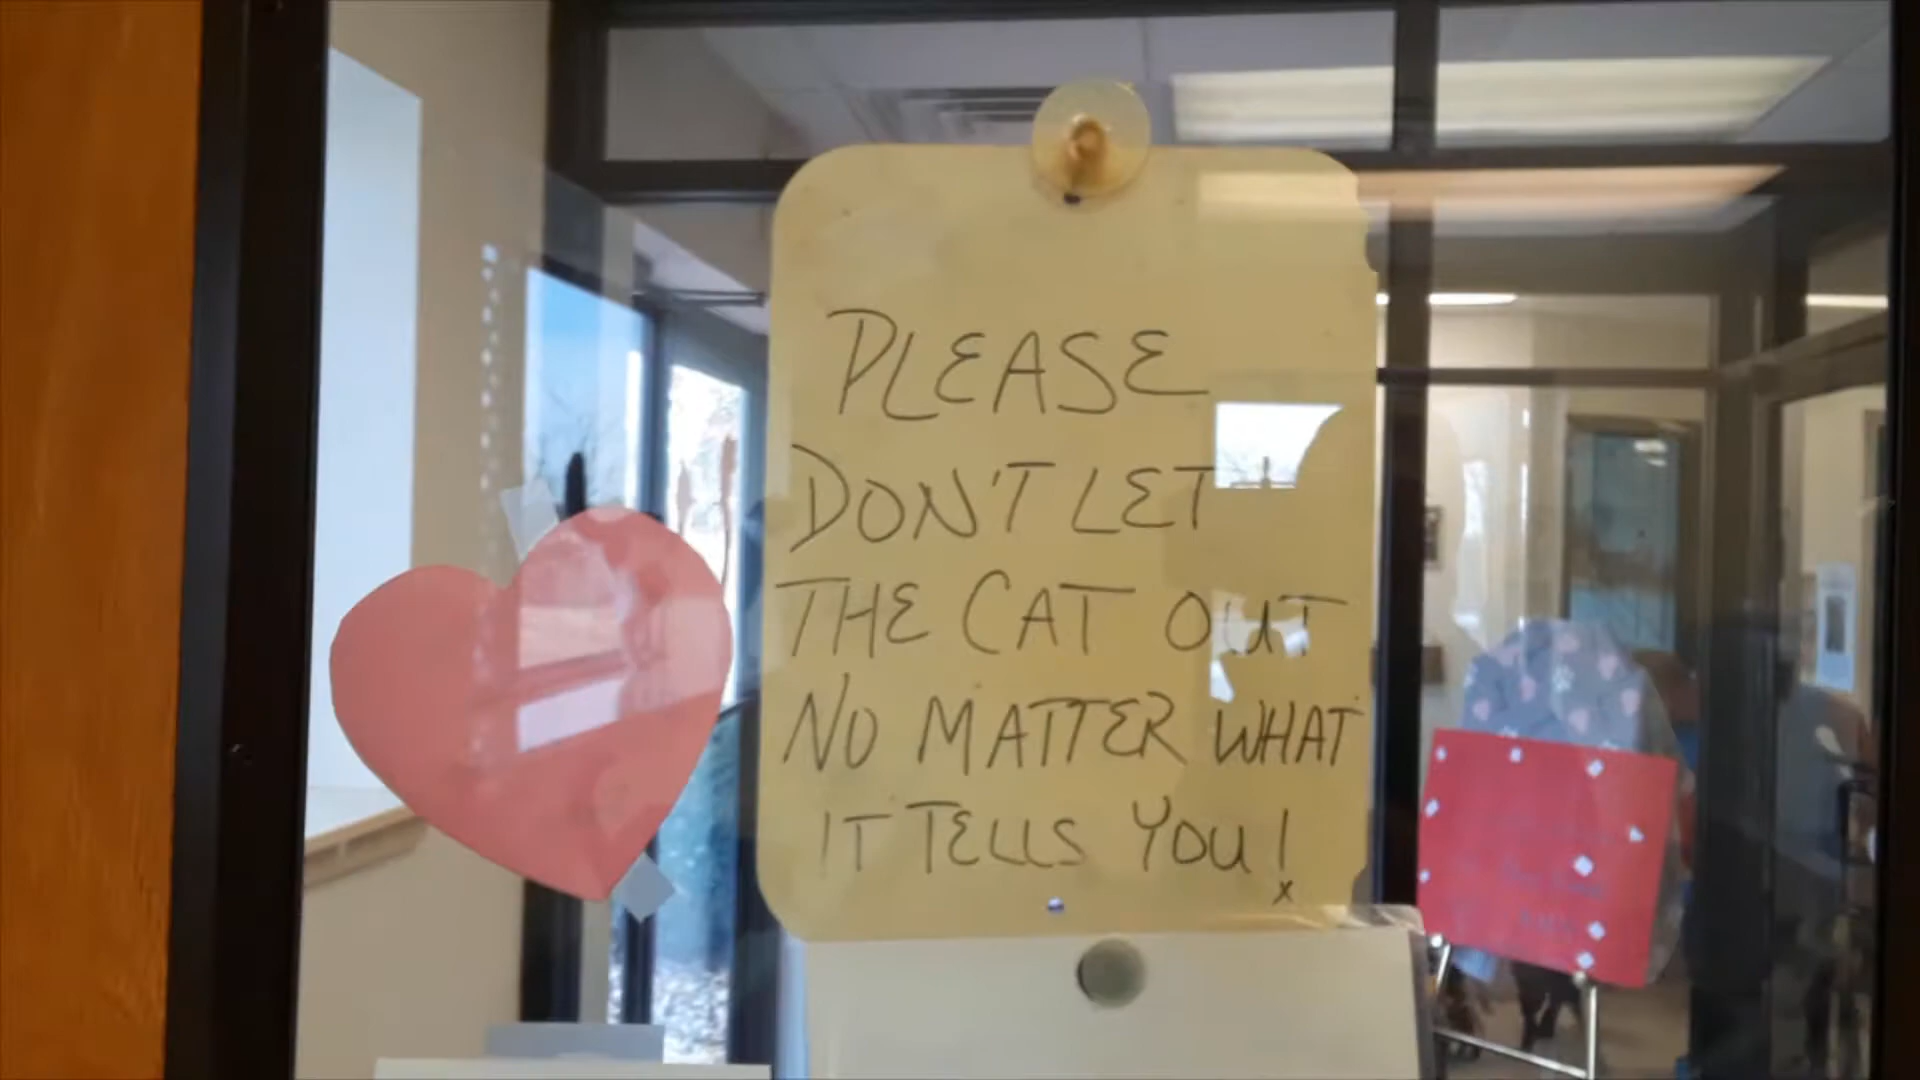 PLEASE
DON'T LET
THE CAT OUT
NO MATTER WHAT
IT TELLS YOU!
x